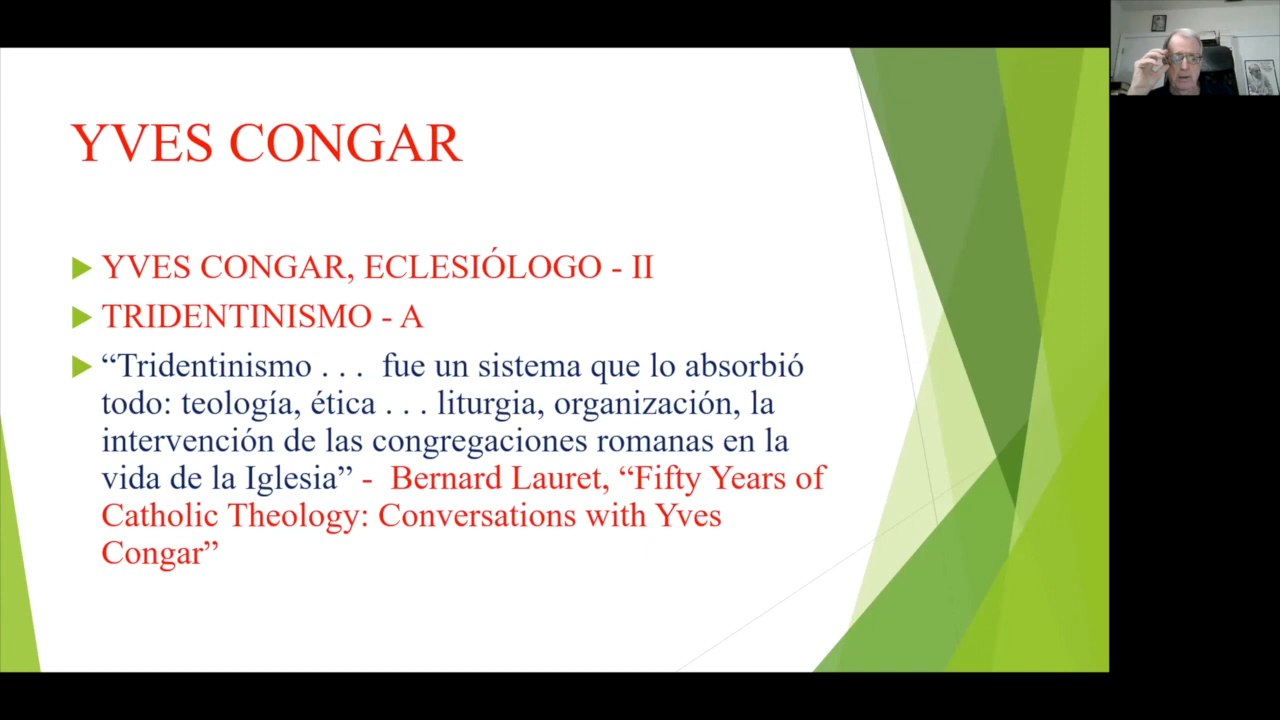 YVES CONGAR
YVES CONGAR, ECLESIÓLOGO - II
TRIDENTINISMO - A
“Tridentinismo . . . fue un sistema que lo absorbió
todo: teología, ética . . . liturgia, organización, la
intervención de las congregaciones romanas en la
vida de la Iglesia” - Bernard Lauret, “Fifty Years of
Catholic Theology: Conversations with Yves
Congar”